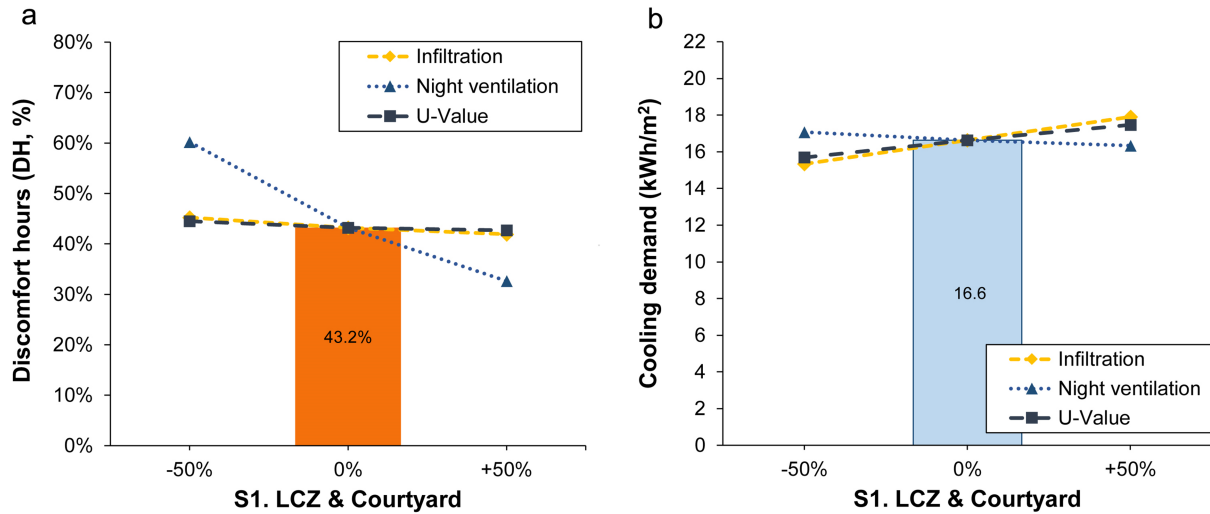 a
Discomfort hours (DH, %)
80%
70%
60%
50%
40%
30%
20%
10%
0%
Infiltration
Night ventilation
U-Value
43.2%
-50%
0%
+50%
S1. LCZ & Courtyard
b
Cooling demand (kWh/m²)
22
20
18
16
14
12
10
8
6
4
2
0
16.6
Infiltration
Night ventilation
U-Value
-50%
0%
+50%
S1. LCZ & Courtyard